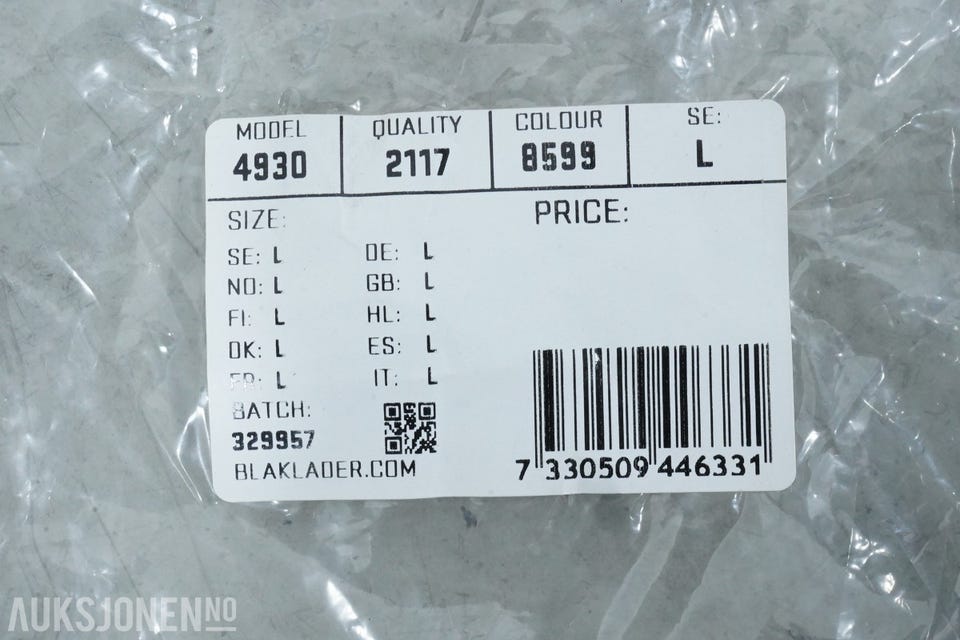 MODEL QUALITY COLOUR SE:
4930 2117 8599 L
SIZE: PRICE:
SE: L DE: L
NO: L GB: L
FI: L HL: L
DK: L ES: L
FR: L IT: L
BATCH:
329957
BLAKLADER.COM
7 330509 446331
AUKSJONEN.NO